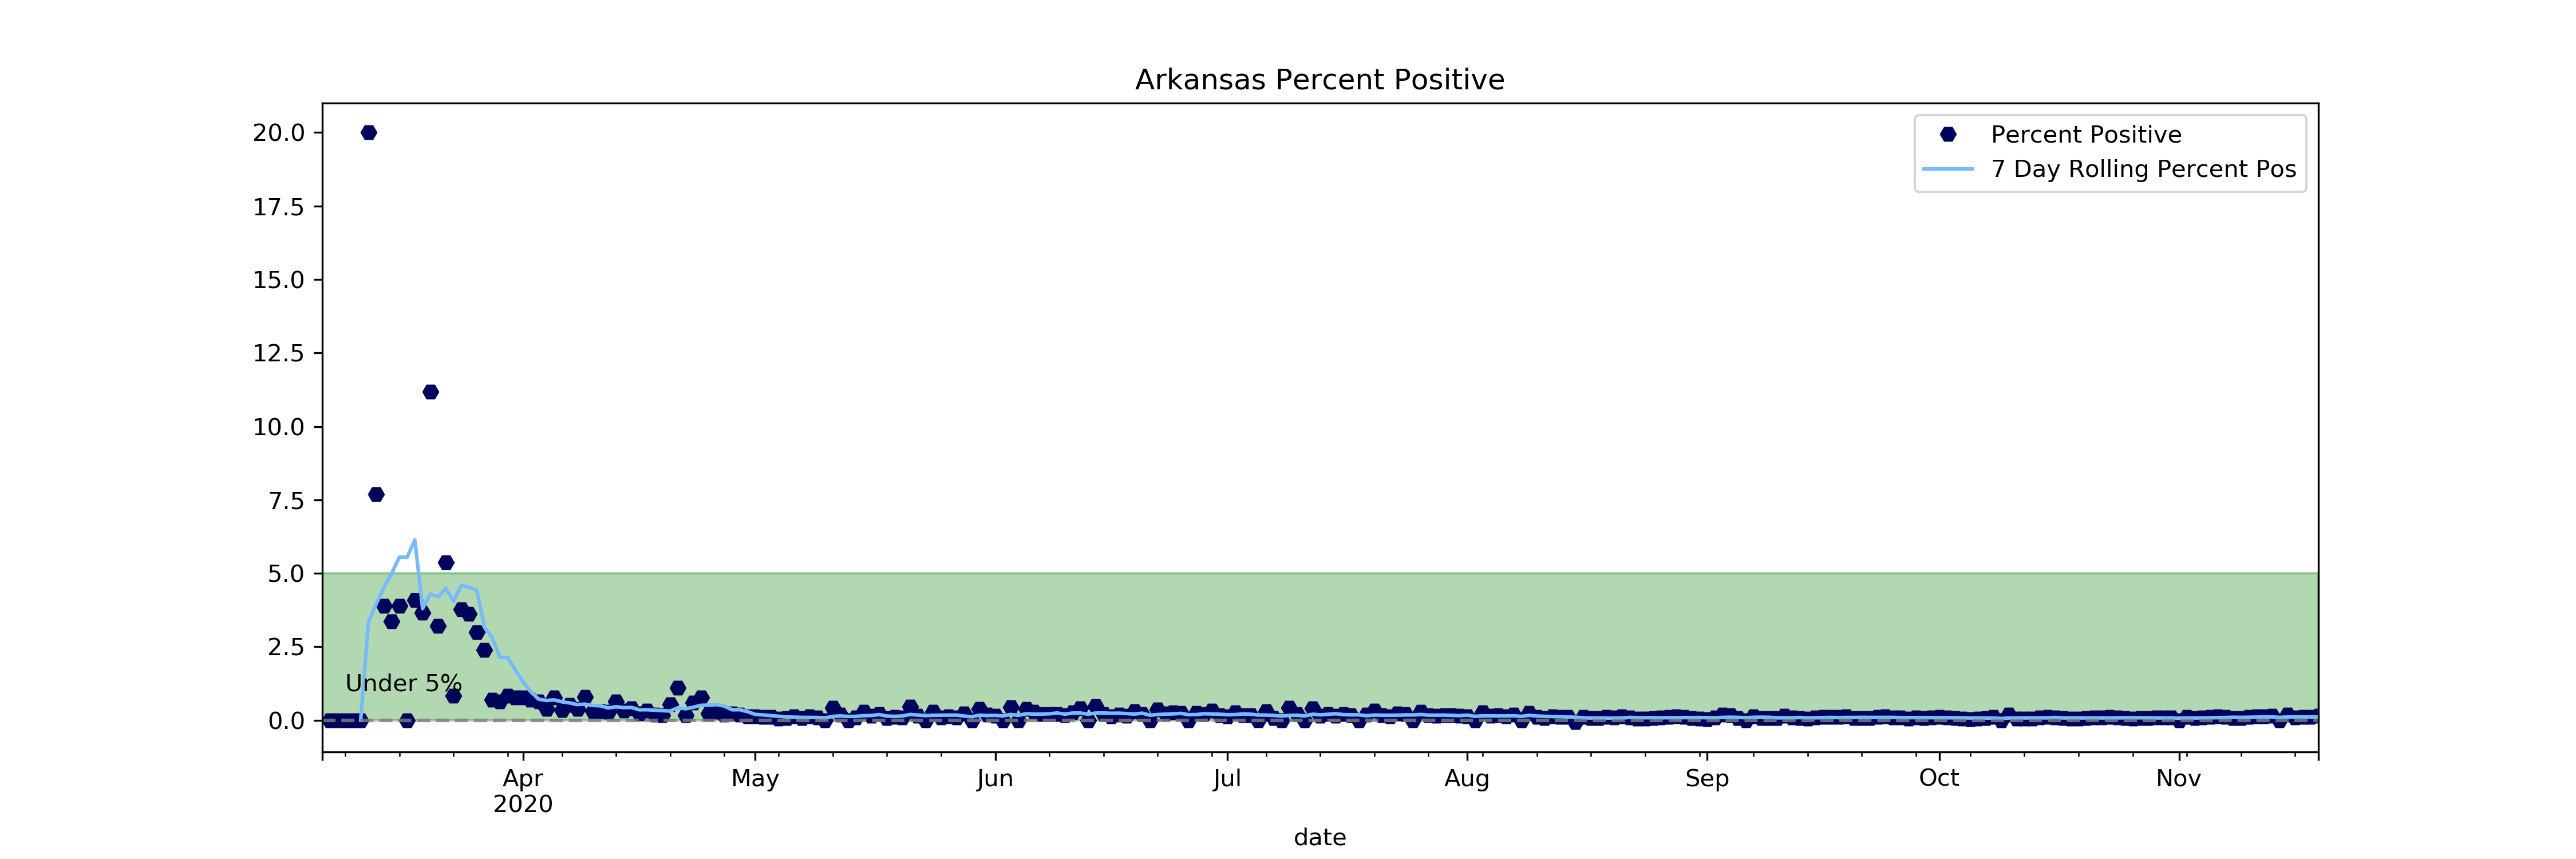 Arkansas Percent Positive
Percent Positive
7 Day Rolling Percent Pos
20.0
17.5
15.0
12.5
10.0
7.5
5.0
2.5
0.0
Under 5%
Apr
2020
May
Jun
Jul
Aug
Sep
Oct
Nov
date